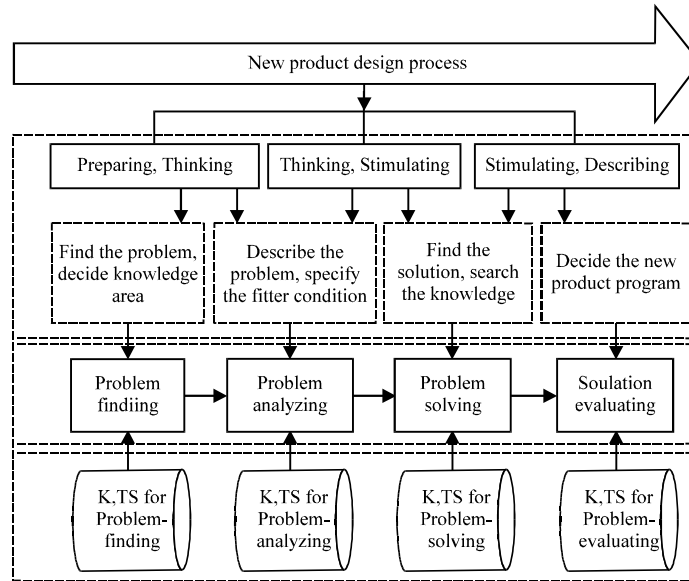 New product design process
Preparing, Thinking
Thinking, Stimulating
Stimulating, Describing
Find the problem,
decide knowledge
area
Describe the
problem, specify
the fitter condition
Find the
solution, search
the knowledge
Decide the new
product program
Problem
findiing
Problem
analyzing
Problem
solving
Soulation
evaluating
K,TS for
Problem-
finding
K,TS for
Problem-
analyzing
K,TS for
Problem-
solving
K,TS for
Problem-
evaluating